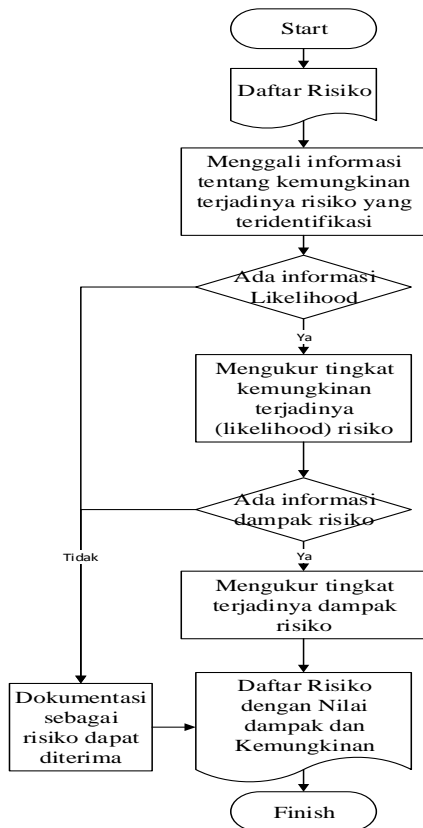 Start
Daftar Risiko
Menggali informasi
tentang kemungkinan
terjadinya risiko yang
teridentifikasi
Ada informasi
Likelihood
Ya
Mengukur tingkat
kemungkinan
terjadinya
(likelihood) risiko
Ada informasi
dampak risiko
Tidak
Ya
Mengukur tingkat
terjadinya dampak
risiko
Dokumentasi
sebagai
risiko dapat
diterima
Daftar Risiko
dengan Nilai
dampak dan
Kemungkinan
Finish